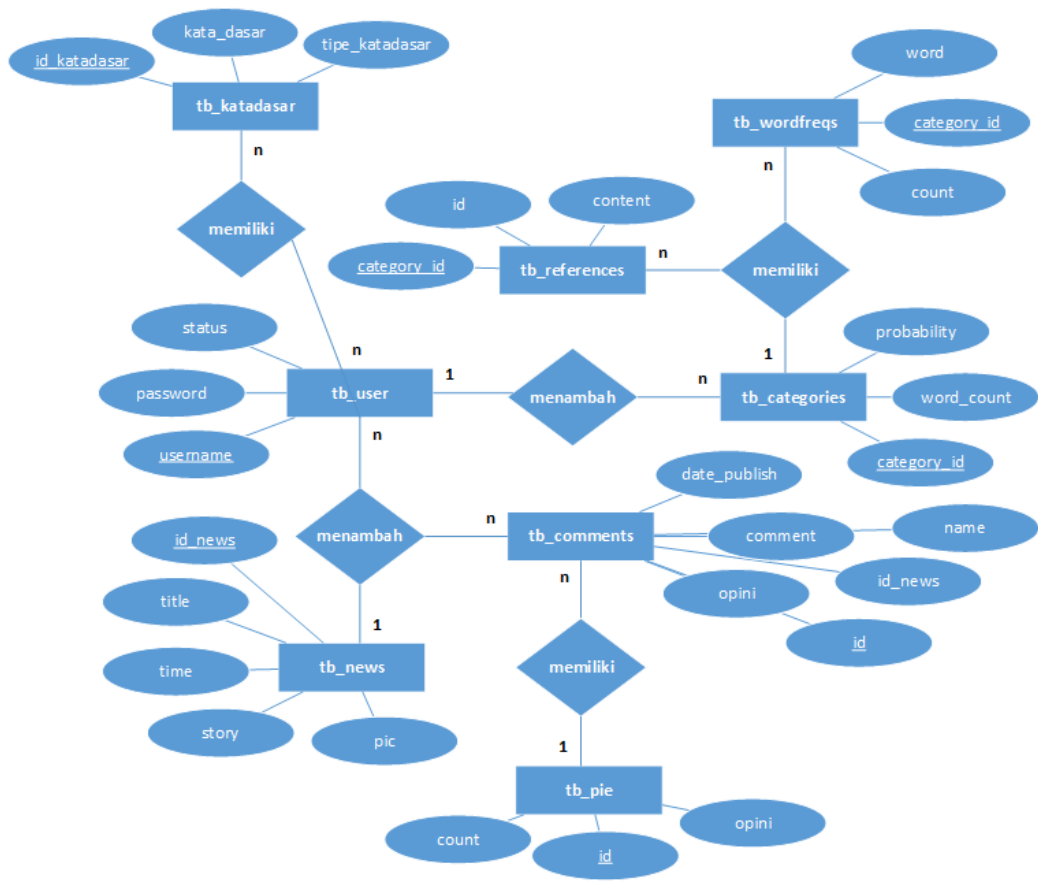 kata_dasar
tipe_katadasar
id_katadasar
tb_katadasar
n
memiliki
word
tb_wordfreqs
category_id
count
n
id
content
category_id
tb_references
n
memiliki
1
status
password
username
n
tb_user
1
menambah
n
probability
tb_categories
word_count
category_id
n
menambah
n
date_publish
tb_comments
comment
name
id_news
opini
id
n
id_news
title
time
story
pic
1
tb_news
memiliki
1
tb_pie
count
id
opini